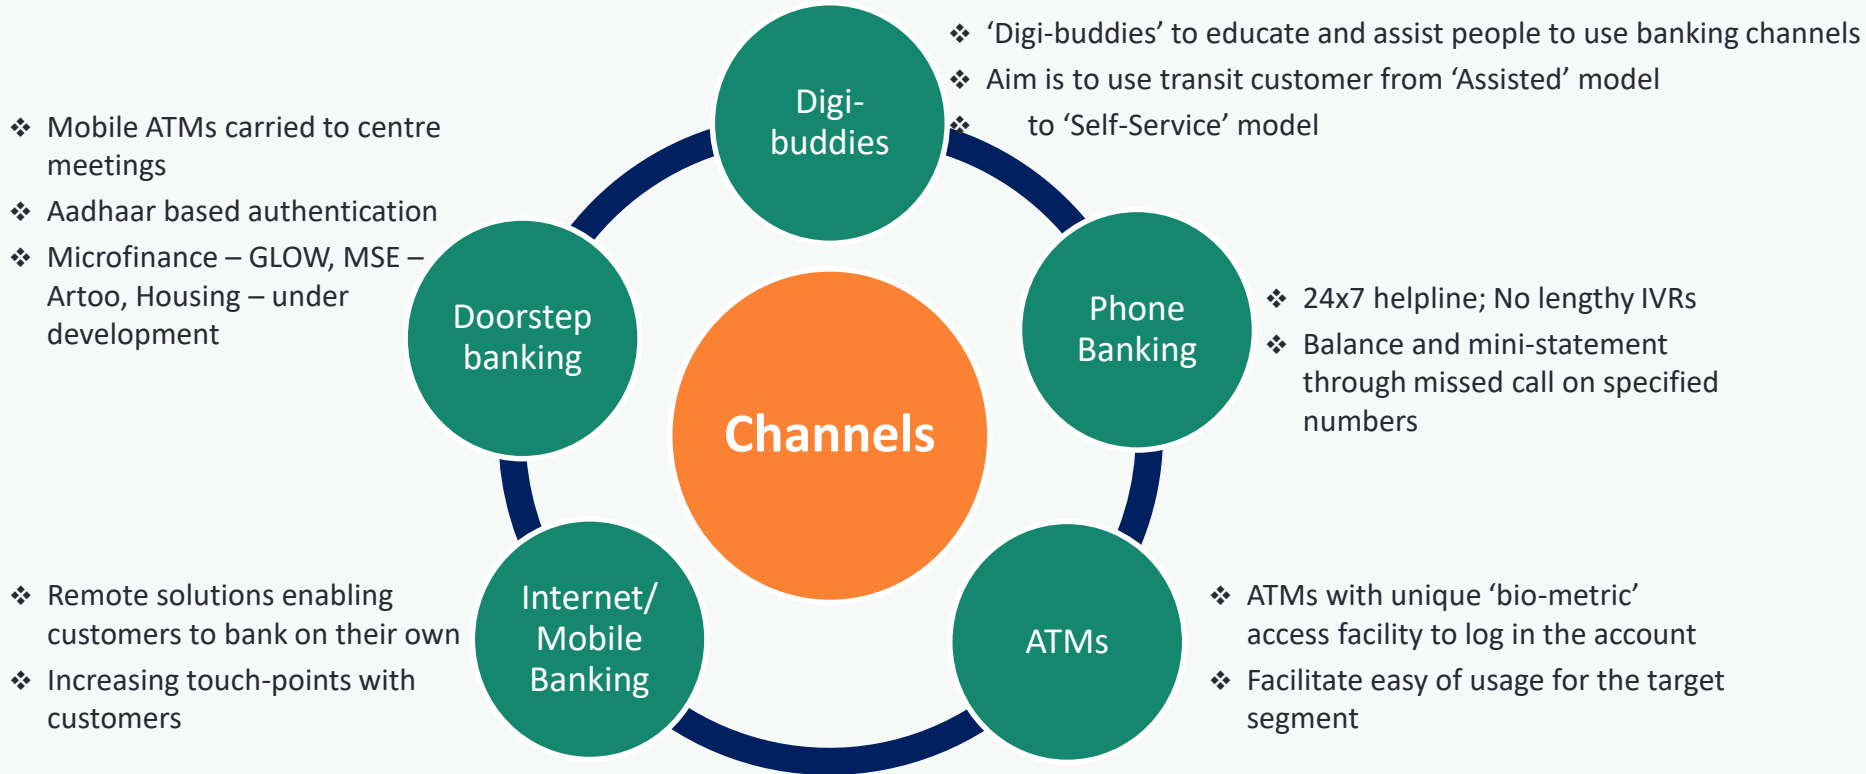 Digi-
buddies
❖ ‘Digi-buddies’ to educate and assist people to use banking channels
❖ Aim is to use transit customer from ‘Assisted’ model
❖ to ‘Self-Service’ model
Phone
Banking
❖ 24x7 helpline; No lengthy IVRs
❖ Balance and mini-statement
through missed call on specified
numbers
ATMs
❖ ATMs with unique ‘bio-metric’
access facility to log in the account
❖ Facilitate easy of usage for the target
segment
Internet/
Mobile
Banking
❖ Remote solutions enabling
customers to bank on their own
❖ Increasing touch-points with
customers
Doorstep
banking
❖ Mobile ATMs carried to centre
meetings
❖ Aadhaar based authentication
❖ Microfinance – GLOW, MSE –
Artoo, Housing – under
development
Channels